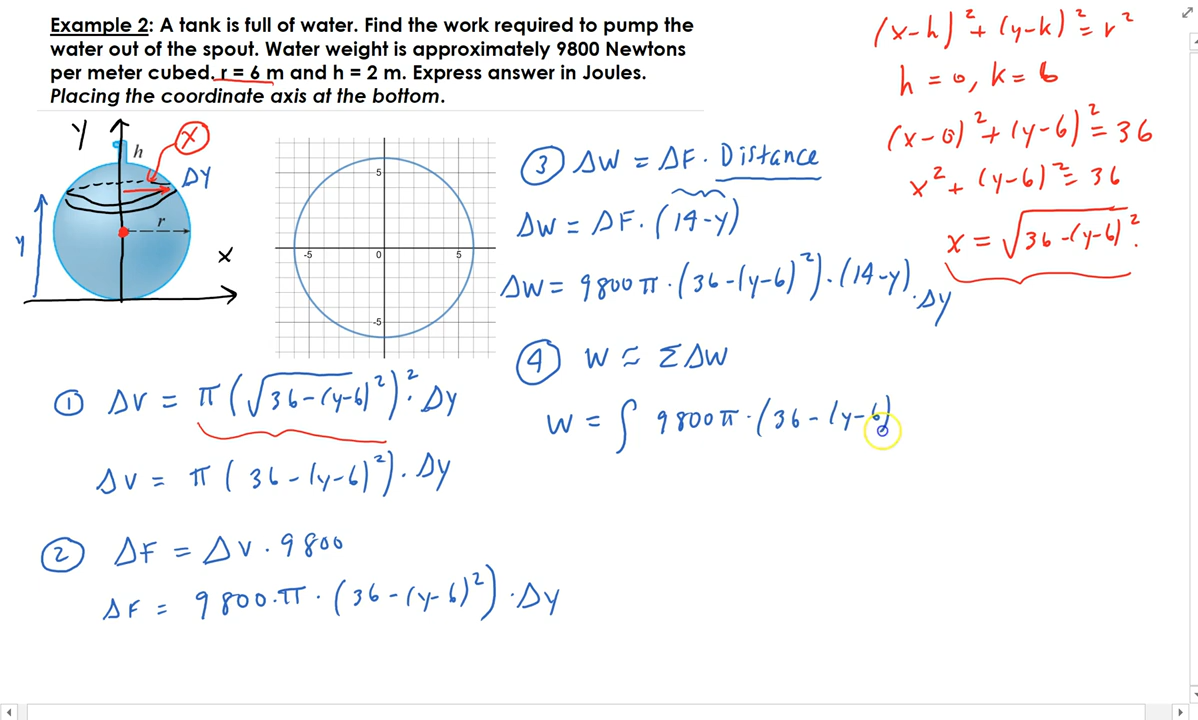 Example 2: A tank is full of water. Find the work required to pump the
water out of the spout. Water weight is approximately 9800 Newtons
per meter cubed. r = 6 m and h = 2 m. Express answer in Joules.
Placing the coordinate axis at the bottom.
Y
h
x
ΔY
r
y
x
5
-5
0
5
-5
① ΔV = π(√36-(y-6)²)²·Δy
ΔV = π(36-(y-6)²)·Δy
② ΔF = ΔV·9800
ΔF = 9800·π·(36-(y-6)²)·Δy
③ ΔW = ΔF·Distance
ΔW = ΔF·(14-y)
ΔW = 9800π·(36-(y-6)²)·(14-y)·Δy
④ W ≈ ΣΔW
W = ∫ 9800π·(36-(y-6)
(x-h)²+(y-k)²=r²
h=0, k=6
(x-0)²+(y-6)²=36
x²+(y-6)²=36
x=√36-(y-6)².